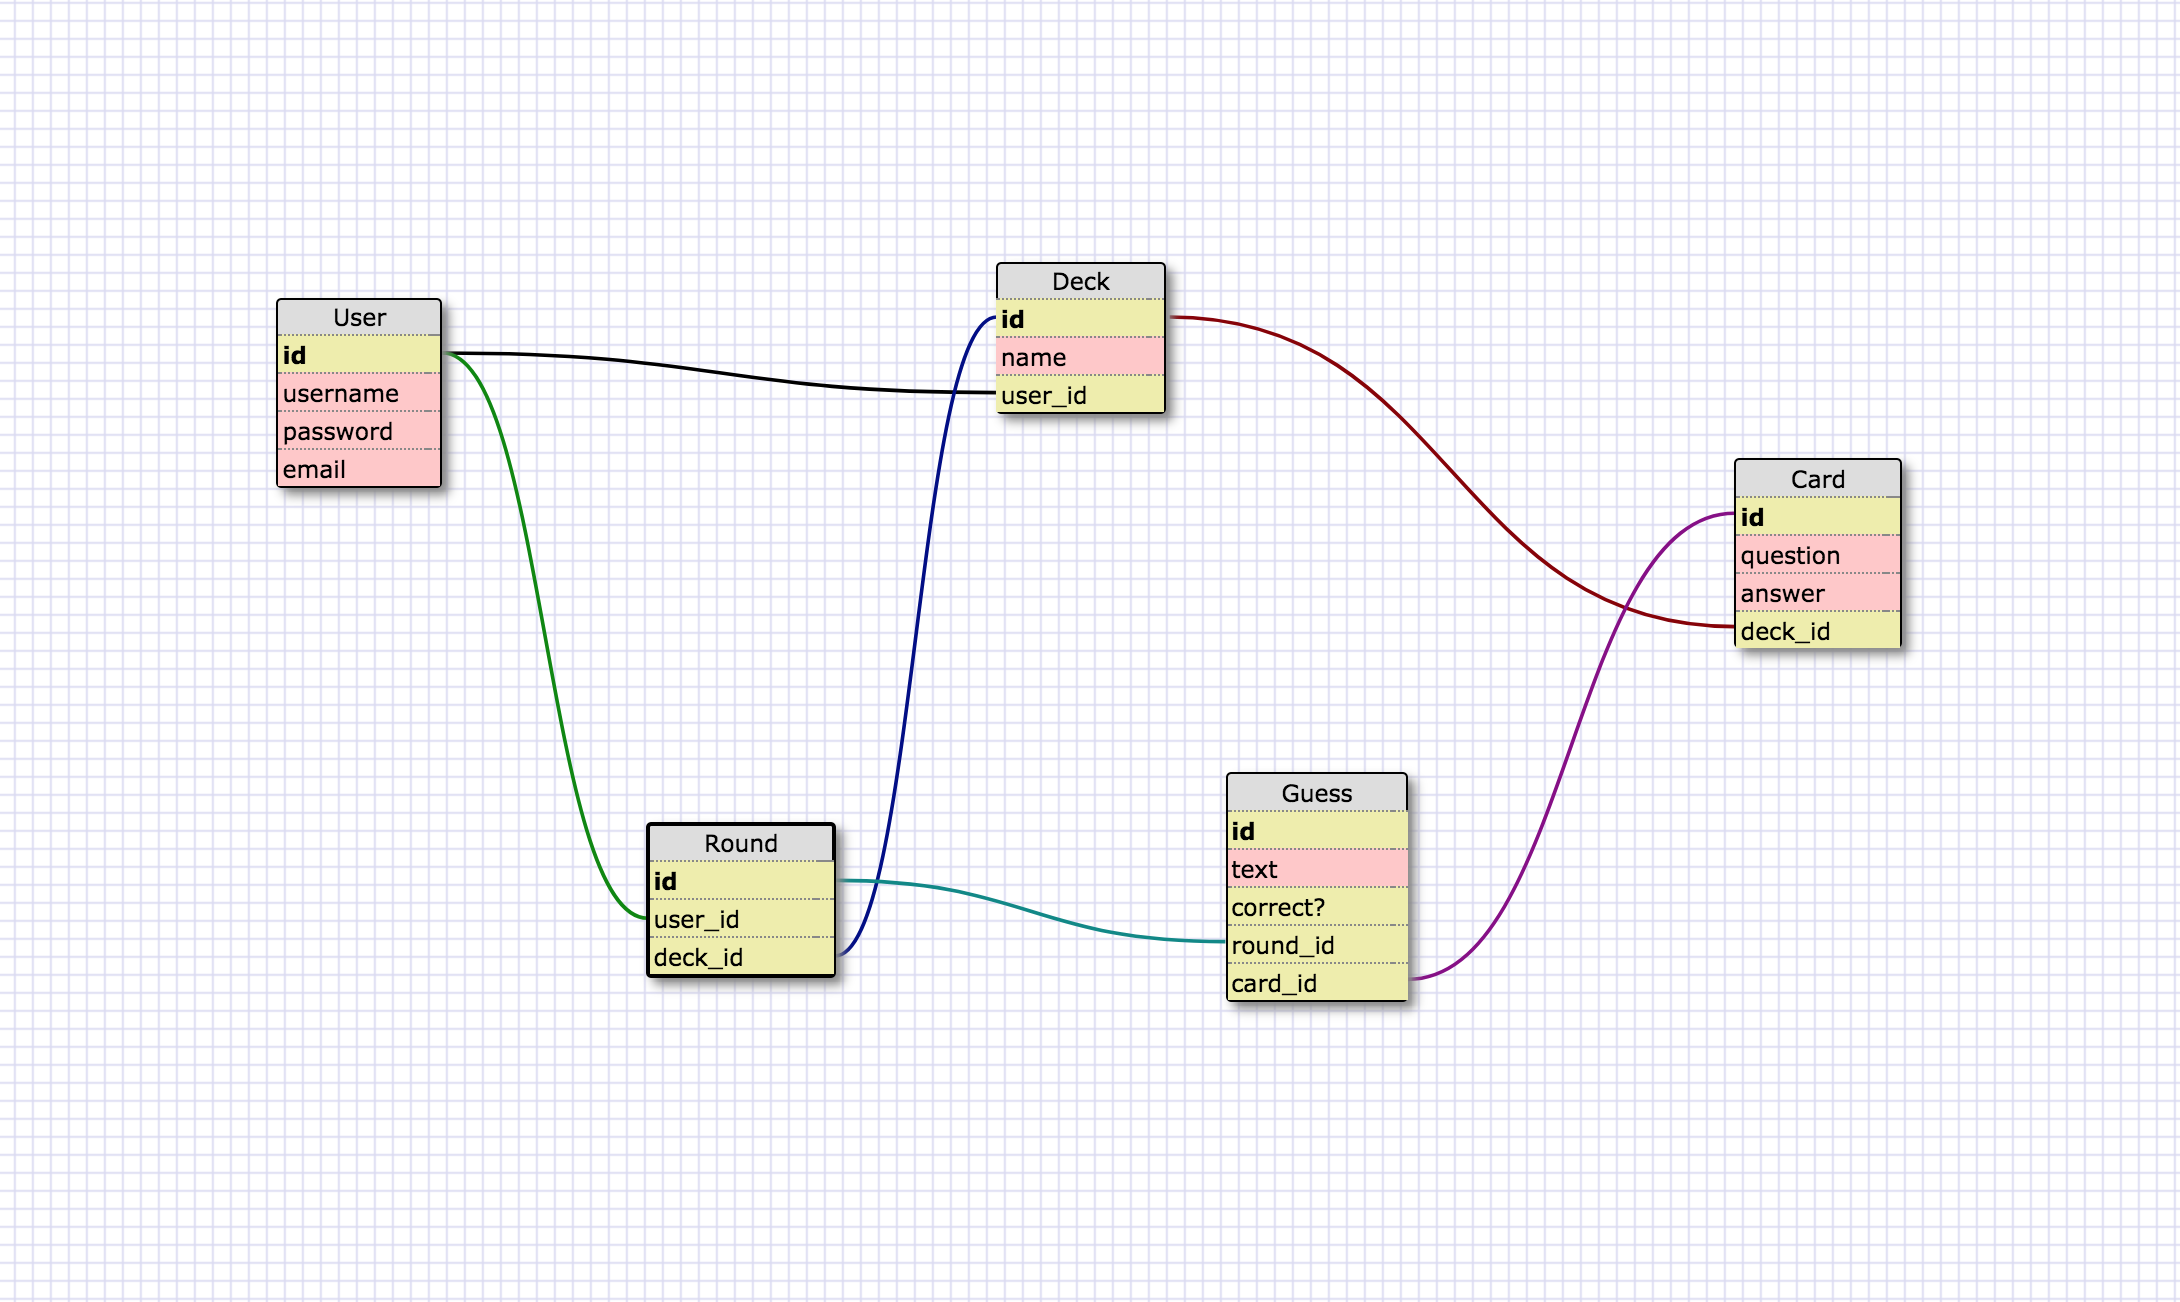 User
id
username
password
email
Deck
id
name
user_id
Card
id
question
answer
deck_id
Round
id
user_id
deck_id
Guess
id
text
correct?
round_id
card_id